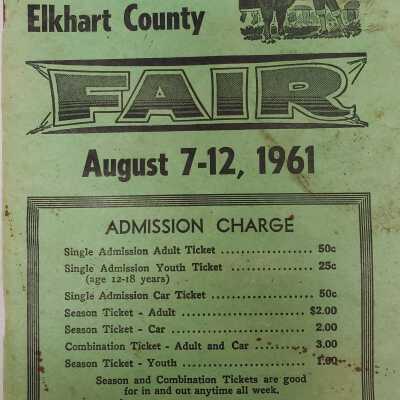 Elkhart County
FAIR
August 7-12, 1961
ADMISSION CHARGE
Single Admission Adult Ticket .................. 50c
Single Admission Youth Ticket ............... 25c
(age 12-18 years)
Single Admission Car Ticket .................... 50c
Season Ticket - Adult ............................ $2.00
Season Ticket - Car ................................ 2.00
Combination Ticket - Adult and Car ........ 3.00
Season Ticket - Youth ............................ 1.00
Season and Combination Tickets are good
for in and out anytime all week.